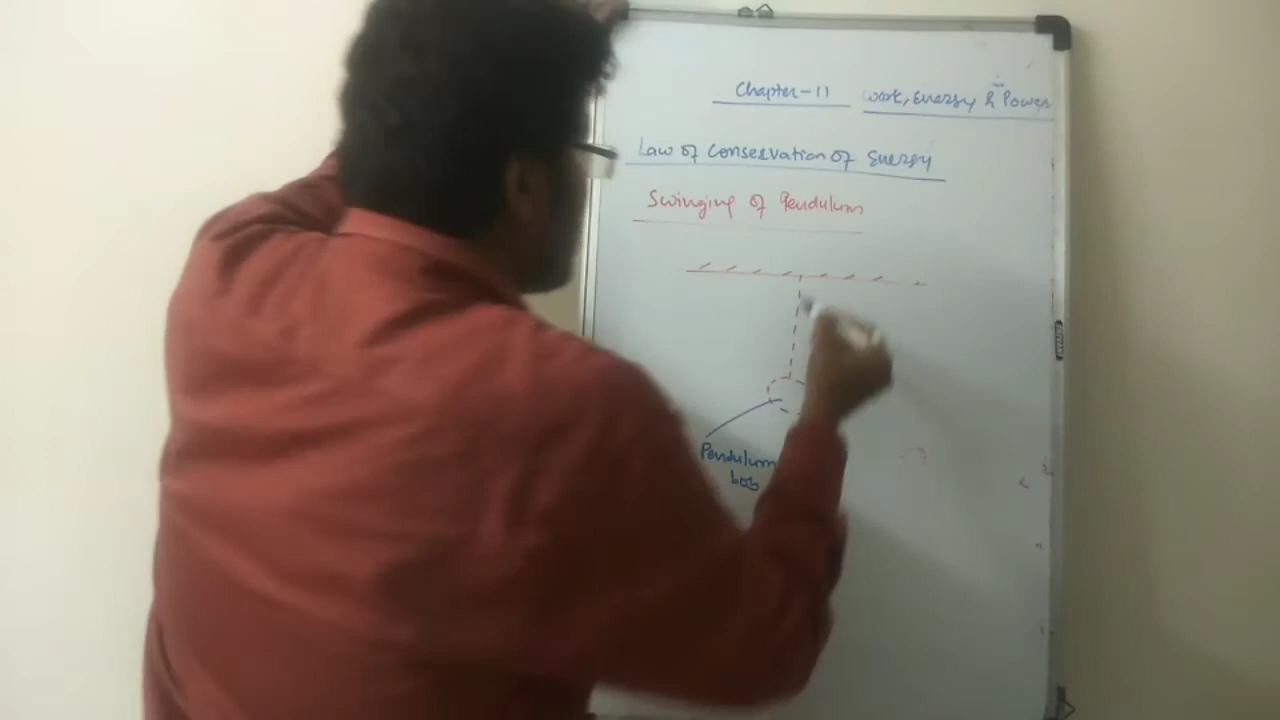 Chapter-11 Work, Energy & Power
Law of Conservation of Energy
Swinging of Pendulum
Pendulum
bob